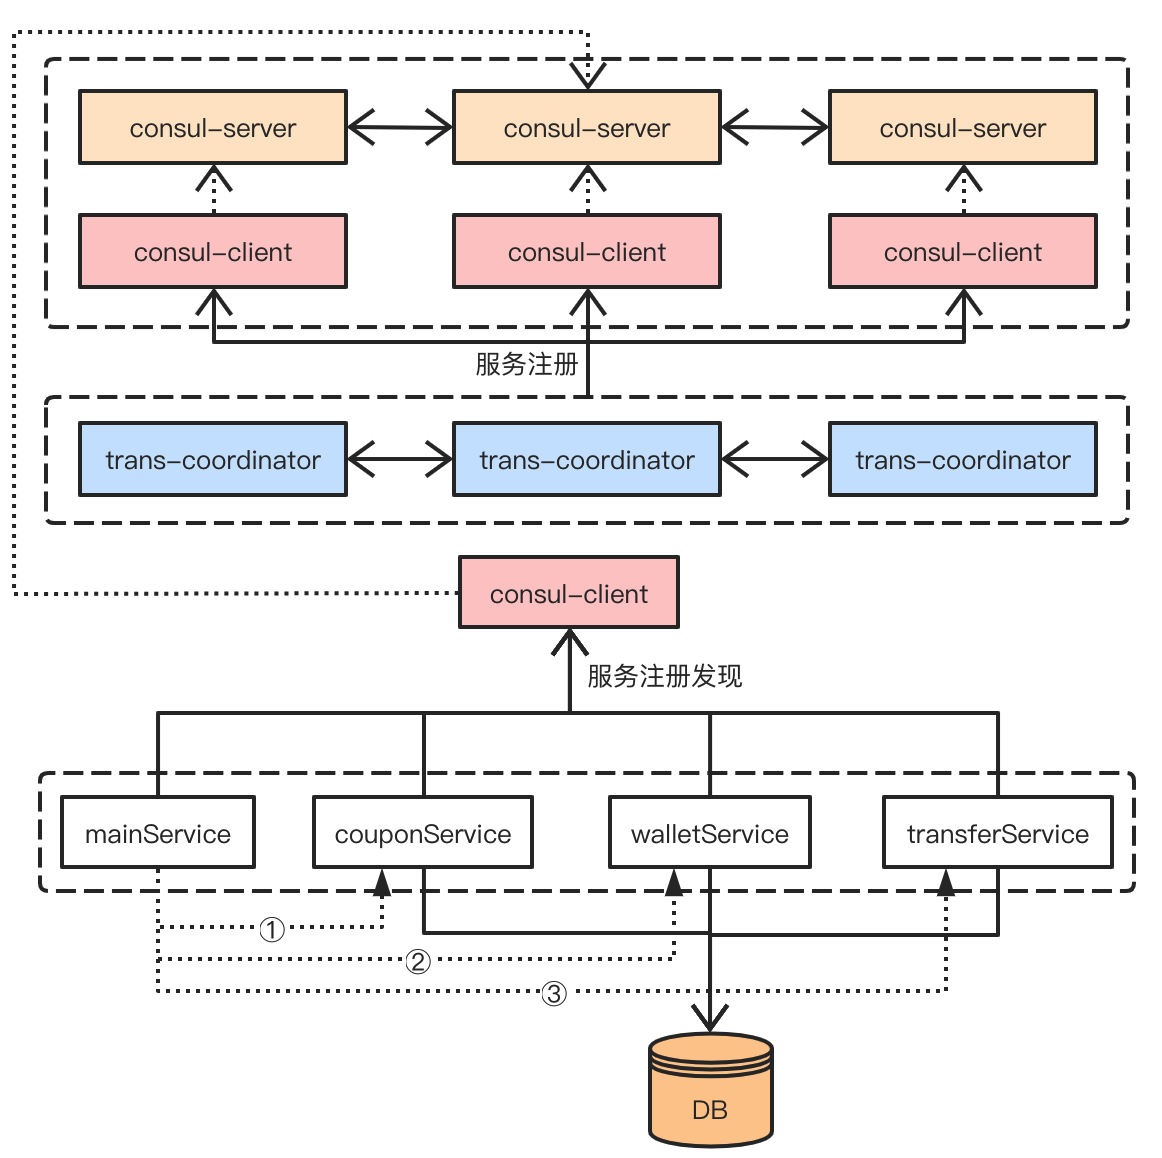 consul-server
consul-server
consul-server
consul-client
consul-client
consul-client
服务注册
trans-coordinator
trans-coordinator
trans-coordinator
consul-client
服务注册发现
mainService
couponService
walletService
transferService
①
②
③
DB